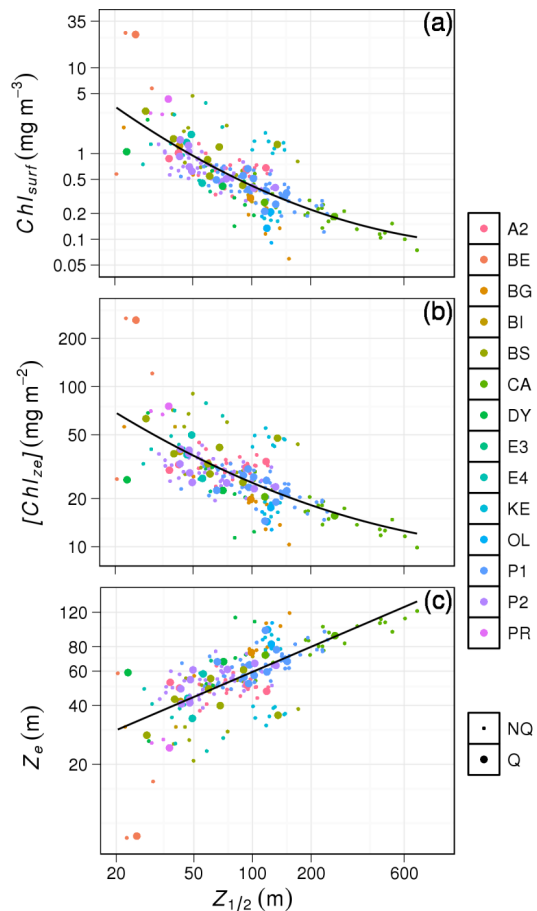 (a)
35
10
5
1
0.5
0.2
0.1
0.05
Chl_surf (mg m⁻³)
(b)
200
100
50
20
10
[Chl_ze] (mg m⁻²)
(c)
120
80
60
40
20
Z_e (m)
20 50 100 200 600
Z_1/2 (m)
A2
BE
BG
BI
BS
CA
DY
E3
E4
KE
OL
P1
P2
PR
NQ
Q